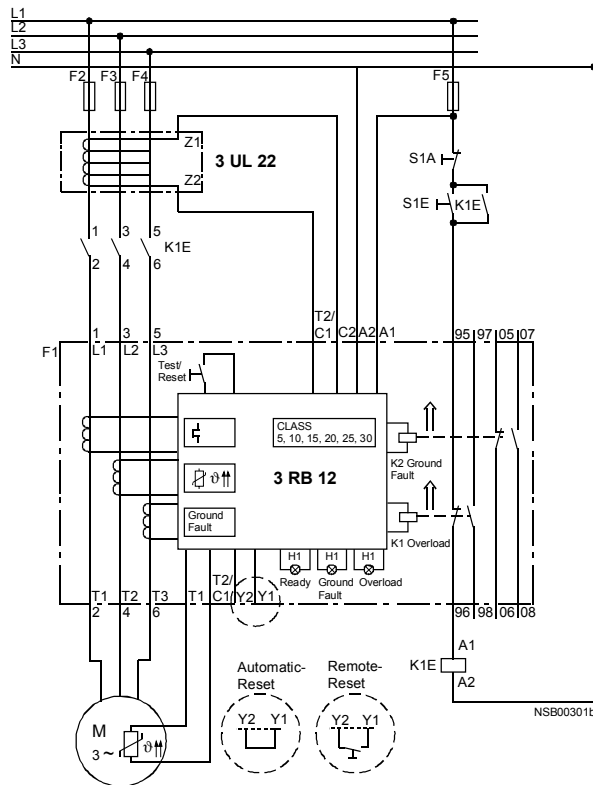 L1
L2
L3
N
F2 F3 F4 F5
Z1
3 UL 22
Z2
S1A
S1E K1E
1 3 5
K1E
2 4 6
T2/
C1 C2 A2 A1
1 3 5
95 97 05 07
F1 L1 L2 L3
Test/
Reset
CLASS
5, 10, 15, 20, 25, 30
ϑ
3 RB 12
K2 Ground
Fault
Ground
Fault
K1 Overload
H1 H1 H1
Ready Ground
Fault
Overload
T1 T2 T3 T1 T2/
C1 Y2 Y1
2 4 6
96 98 06 08
A1
K1E
A2
NSB00301b
Automatic-
Reset
Remote-
Reset
Y2 Y1
Y2 Y1
M
3 ~
ϑ